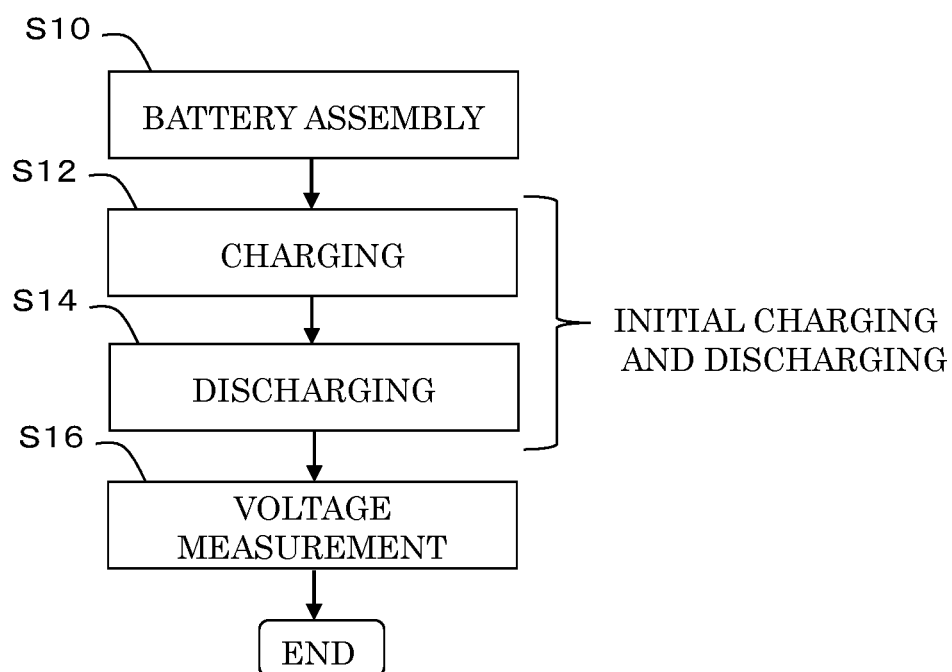 S10
BATTERY ASSEMBLY
S12
CHARGING
S14
DISCHARGING
INITIAL CHARGING
AND DISCHARGING
S16
VOLTAGE
MEASUREMENT
END